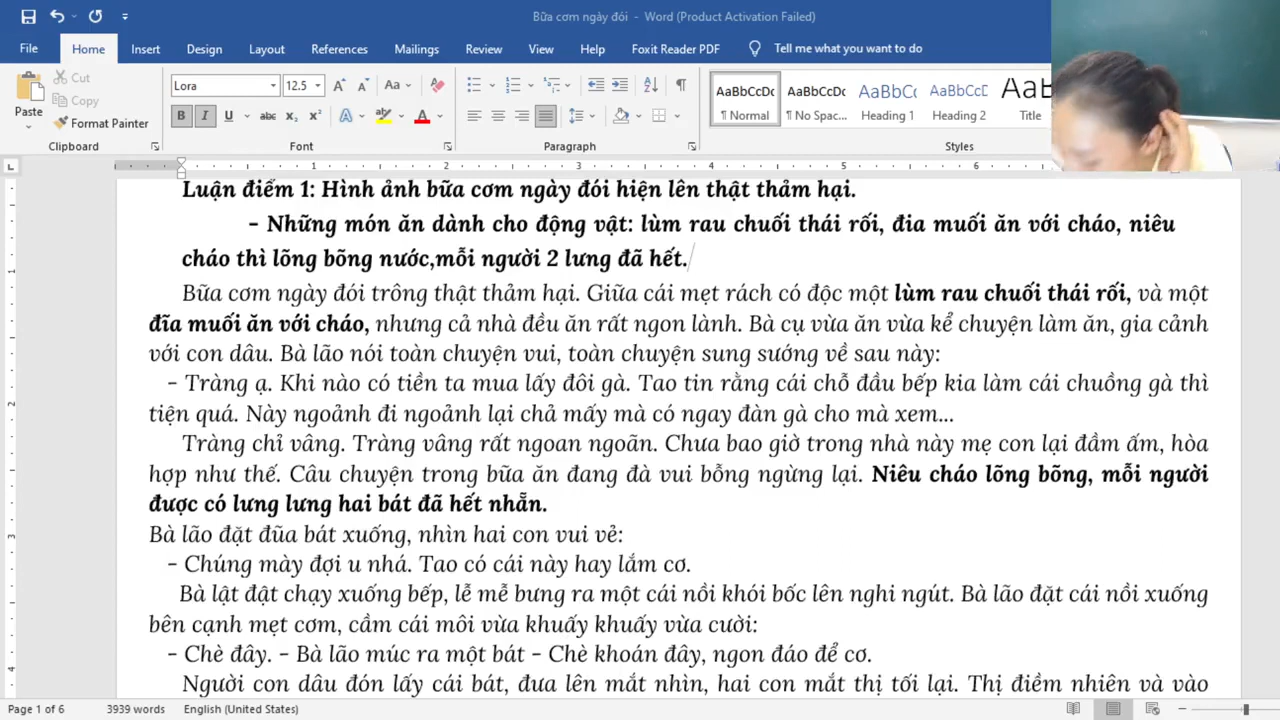 Bữa cơm ngày đói - Word (Product Activation Failed)
File Home Insert Design Layout References Mailings Review View Help Foxit Reader PDF Tell me what you want to do
Paste Cut
Copy
Format Painter
Clipboard
Lora 12.5
Font
Paragraph
AaBbCcDc ¶ Normal
AaBbCcDc ¶ No Spac...
AaBbCc Heading 1
AaBbCcD Heading 2
AaB Title
Styles
1 2 3 4 5
Luận điểm 1: Hình ảnh bữa cơm ngày đói hiện lên thật thảm hại.
- Những món ăn dành cho động vật: lùm rau chuối thái rối, đia muối ăn với cháo, niêu
cháo thì lõng bõng nước,mỗi người 2 lưng đã hết.
Bữa cơm ngày đói trông thật thảm hại. Giữa cái mẹt rách có độc một lùm rau chuối thái rối, và một
đĩa muối ăn với cháo, nhưng cả nhà đều ăn rất ngon lành. Bà cụ vừa ăn vừa kể chuyện làm ăn, gia cảnh
với con dâu. Bà lão nói toàn chuyện vui, toàn chuyện sung sướng về sau này:
- Tràng ạ. Khi nào có tiền ta mua lấy đôi gà. Tao tin rằng cái chỗ đầu bếp kia làm cái chuồng gà thì
tiện quá. Này ngoảnh đi ngoảnh lại chả mấy mà có ngay đàn gà cho mà xem...
Tràng chỉ vâng. Tràng vâng rất ngoan ngoãn. Chưa bao giờ trong nhà này mẹ con lại đầm ấm, hòa
hợp như thế. Câu chuyện trong bữa ăn đang đà vui bỗng ngừng lại. Niêu cháo lõng bõng, mỗi người
được có lưng lưng hai bát đã hết nhẵn.
Bà lão đặt đũa bát xuống, nhìn hai con vui vẻ:
- Chúng mày đợi u nhá. Tao có cái này hay lắm cơ.
Bà lật đật chạy xuống bếp, lễ mễ bưng ra một cái nồi khói bốc lên nghi ngút. Bà lão đặt cái nồi xuống
bên cạnh mẹt cơm, cầm cái môi vừa khuấy khuấy vừa cười:
- Chè đây. - Bà lão múc ra một bát - Chè khoán đây, ngon đáo để cơ.
Người con dâu đón lấy cái bát, đưa lên mắt nhìn, hai con mắt thị tối lại. Thị điềm nhiên và vào
Page 1 of 6 3939 words English (United States)